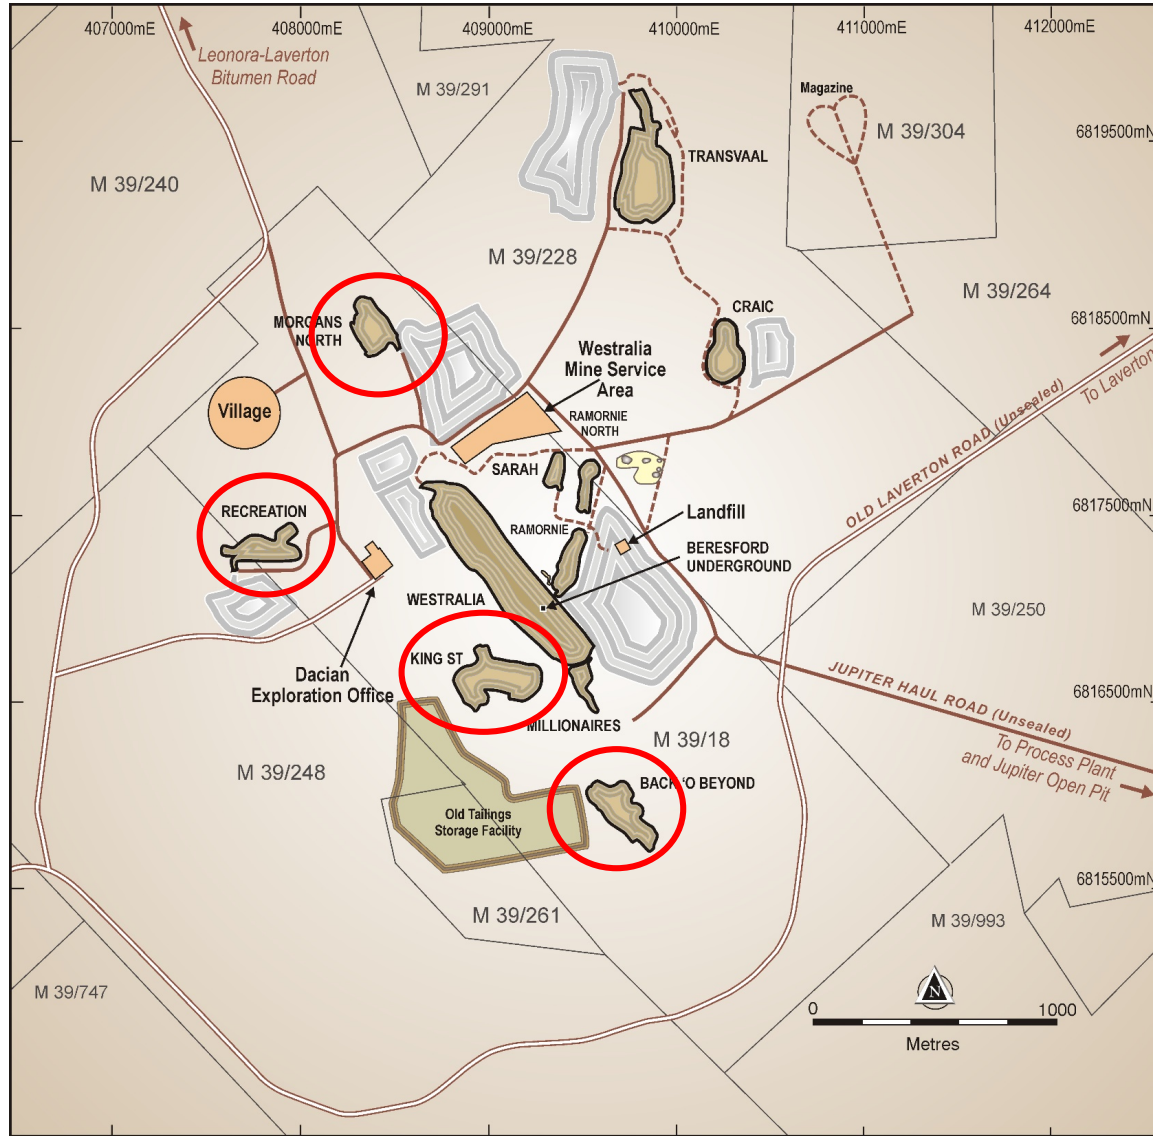 407000mE
408000mE
409000mE
410000mE
411000mE
412000mE
Leonora-Laverton
Bitumen Road
M 39/291
Magazine
M 39/304
6819500mN
TRANSVAAL
M 39/240
M 39/228
M 39/264
CRAIC
6818500mN
MORGANS
NORTH
Westralia
Mine Service
Area
To Laverton
Village
RAMORNIE
NORTH
SARAH
OLD LAVERTON ROAD (Unsealed)
RECREATION
6817500mN
Landfill
RAMORNIE
BERESFORD
UNDERGROUND
WESTRALIA
M 39/250
KING ST
Dacian
Exploration Office
JUPITER HAUL ROAD (Unsealed)
6816500mN
MILLIONAIRES
M 39/18
To Process Plant
and Jupiter Open Pit
M 39/248
BACK 'O BEYOND
Old Tailings
Storage Facility
6815500mN
M 39/261
M 39/993
M 39/747
N
0
1000
Metres